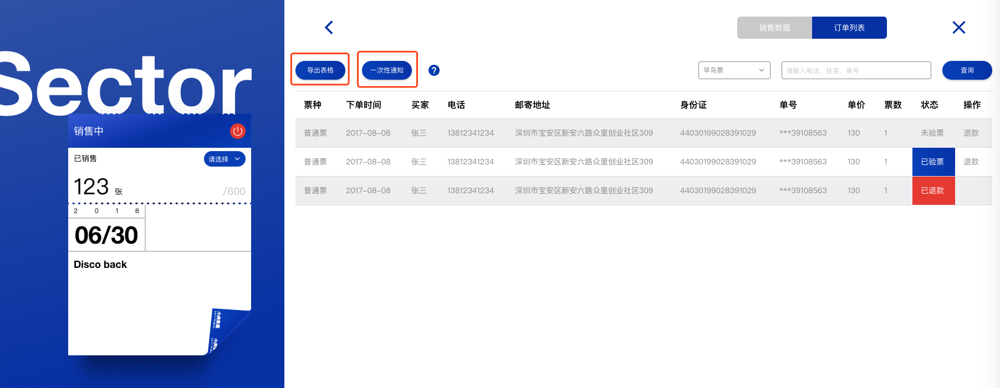 Sector
销售中
已销售
请选择
123 张
/600
2 0 1 8
06/30
Disco back
销售数据
订单列表
导出表格
一次性通知
?
早鸟票
请输入电话、姓名、单号
查询
票种 下单时间 买家 电话 邮寄地址 身份证 单号 单价 票数 状态 操作
普通票 2017-08-08 张三 13812341234 深圳市宝安区新安六路众里创业社区309 44030199028391029 ***39108563 130 1 未验票 退款
普通票 2017-08-08 张三 13812341234 深圳市宝安区新安六路众里创业社区309 44030199028391029 ***39108563 130 1 已验票 退款
普通票 2017-08-08 张三 13812341234 深圳市宝安区新安六路众里创业社区309 44030199028391029 ***39108563 130 1 已退款